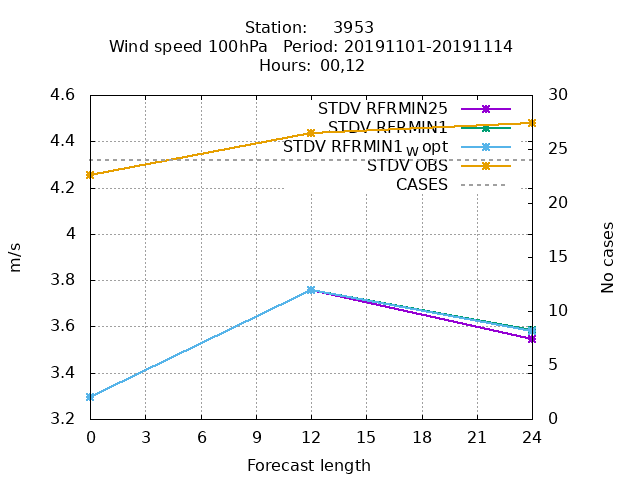 Station: 3953
Wind speed 100hPa Period: 20191101-20191114
Hours: 00,12
STDV RFRMIN25
STDV RFRMIN1
STDV RFRMIN1_W opt
STDV OBS
CASES
4.6
4.4
4.2
4
3.8
3.6
3.4
3.2
30
25
20
15
10
5
0
m/s
No cases
0 3 6 9 12 15 18 21 24
Forecast length